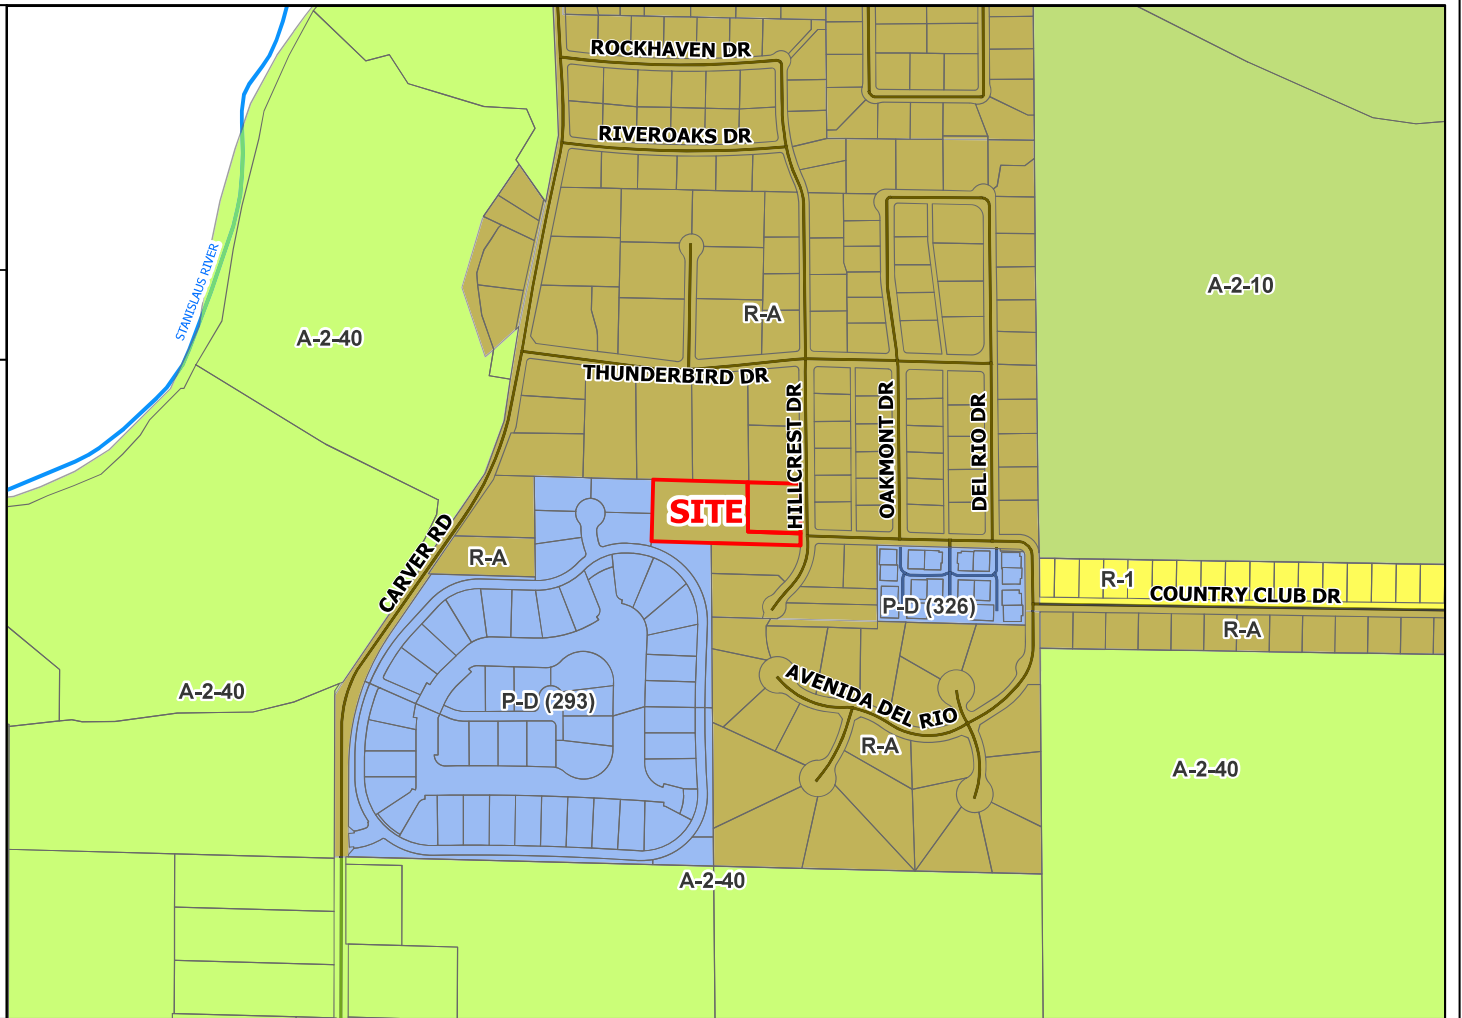 ROCKHAVEN DR
RIVEROAKS DR
STANISLAUS RIVER
A-2-40
R-A
A-2-10
THUNDERBIRD DR
HILLCREST DR
OAKMONT DR
DEL RIO DR
SITE
CARVER RD
R-A
R-1
COUNTRY CLUB DR
P-D (326)
R-A
A-2-40
P-D (293)
AVENIDA DEL RIO
R-A
A-2-40
A-2-40